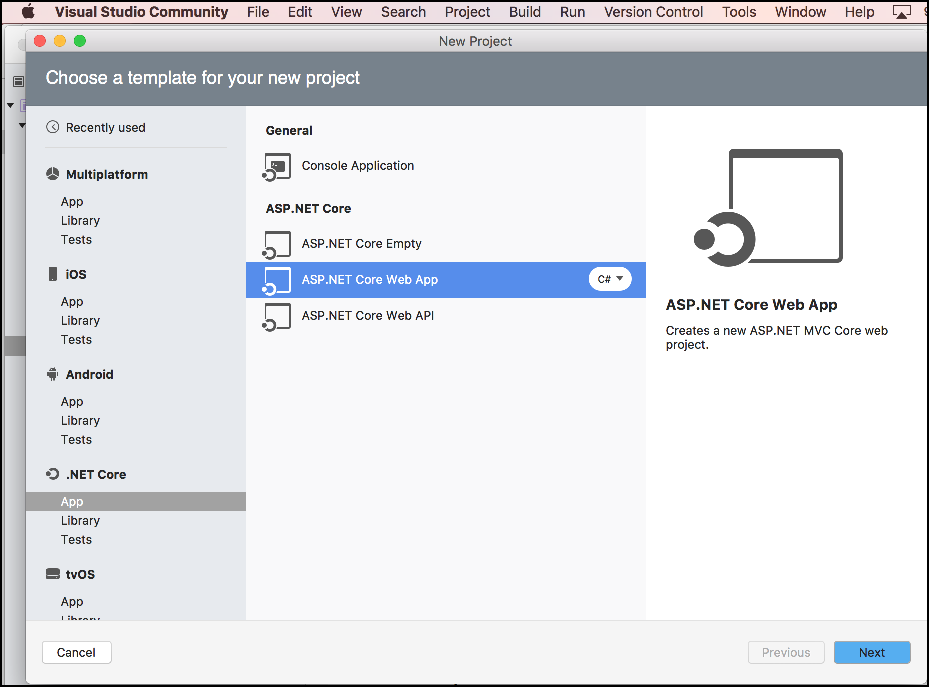 Visual Studio Community File Edit View Search Project Build Run Version Control Tools Window Help
New Project
Choose a template for your new project
Recently used
Multiplatform
App
Library
Tests
iOS
App
Library
Tests
Android
App
Library
Tests
.NET Core
App
Library
Tests
tvOS
App
Library
General
Console Application
ASP.NET Core
ASP.NET Core Empty
ASP.NET Core Web App C#
ASP.NET Core Web API
ASP.NET Core Web App
Creates a new ASP.NET MVC Core web
project.
Cancel
Previous
Next